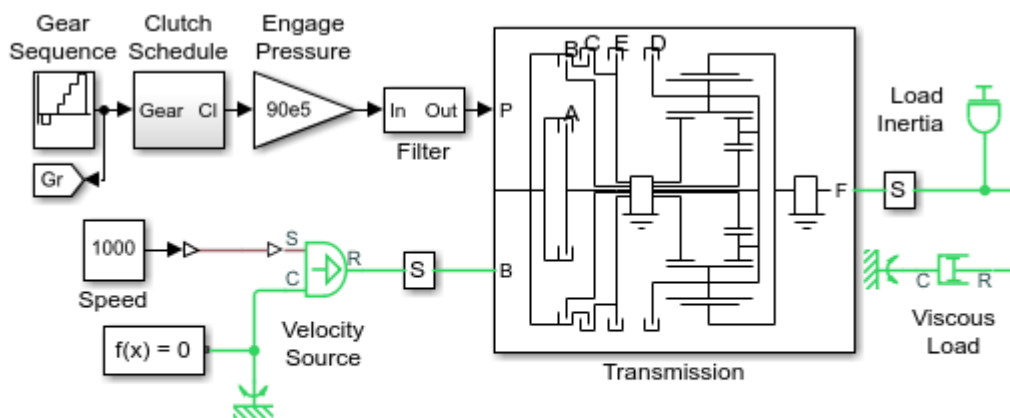 Gear
Sequence
Clutch
Schedule
Engage
Pressure
Gear Cl
90e5
In Out
Filter
Gr
P
B C E D
A
F
B
Load
Inertia
S
1000
Speed
S
C
R
S
f(x) = 0
Velocity
Source
Transmission
C
R
Viscous
Load